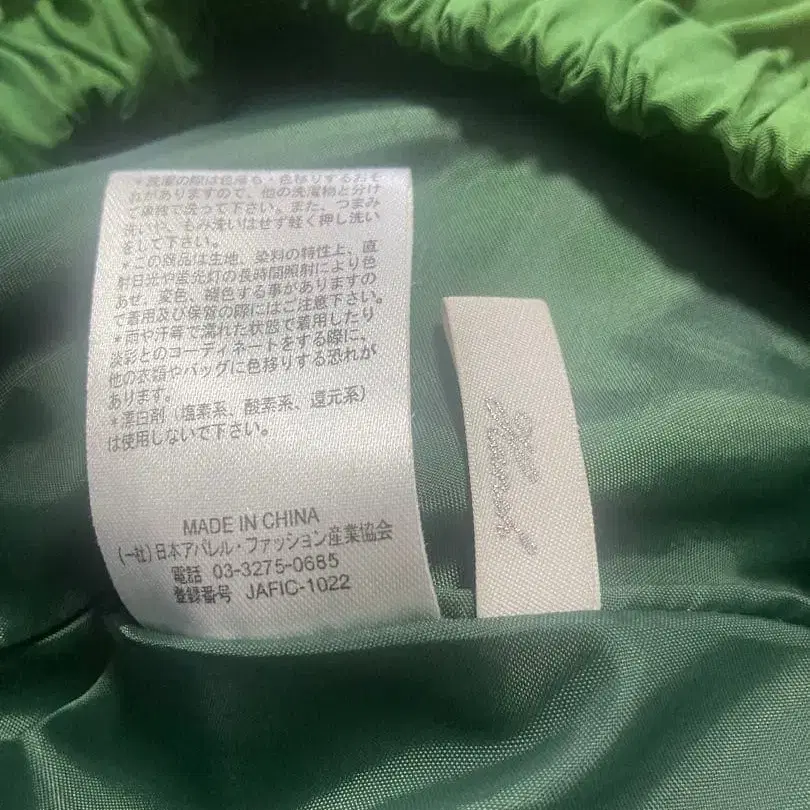 *洗濯の際は色落ち・色移りするおそ
れがありますので、他の洗濯物と分け
て単独で洗って下さい。また、つまみ
洗いや、もみ洗いはせず軽く押し洗い
をして下さい。
*この商品は生地、染料の特性上、直
射日光や蛍光灯の長時間照射により色
あせ、変色、褪色する事がありますの
で着用及び保管の際にはご注意下さい。
*雨や汗等で濡れた状態で着用したり
淡彩とのコーディネートをする際に、
他の衣類やバッグに色移りする恐れが
あります。
*漂白剤(塩素系、酸素系、還元系)
は使用しないで下さい。
MADE IN CHINA
(一社)日本アパレル・ファッション産業協会
電話 03-3275-0685
登録番号 JAFIC-1022